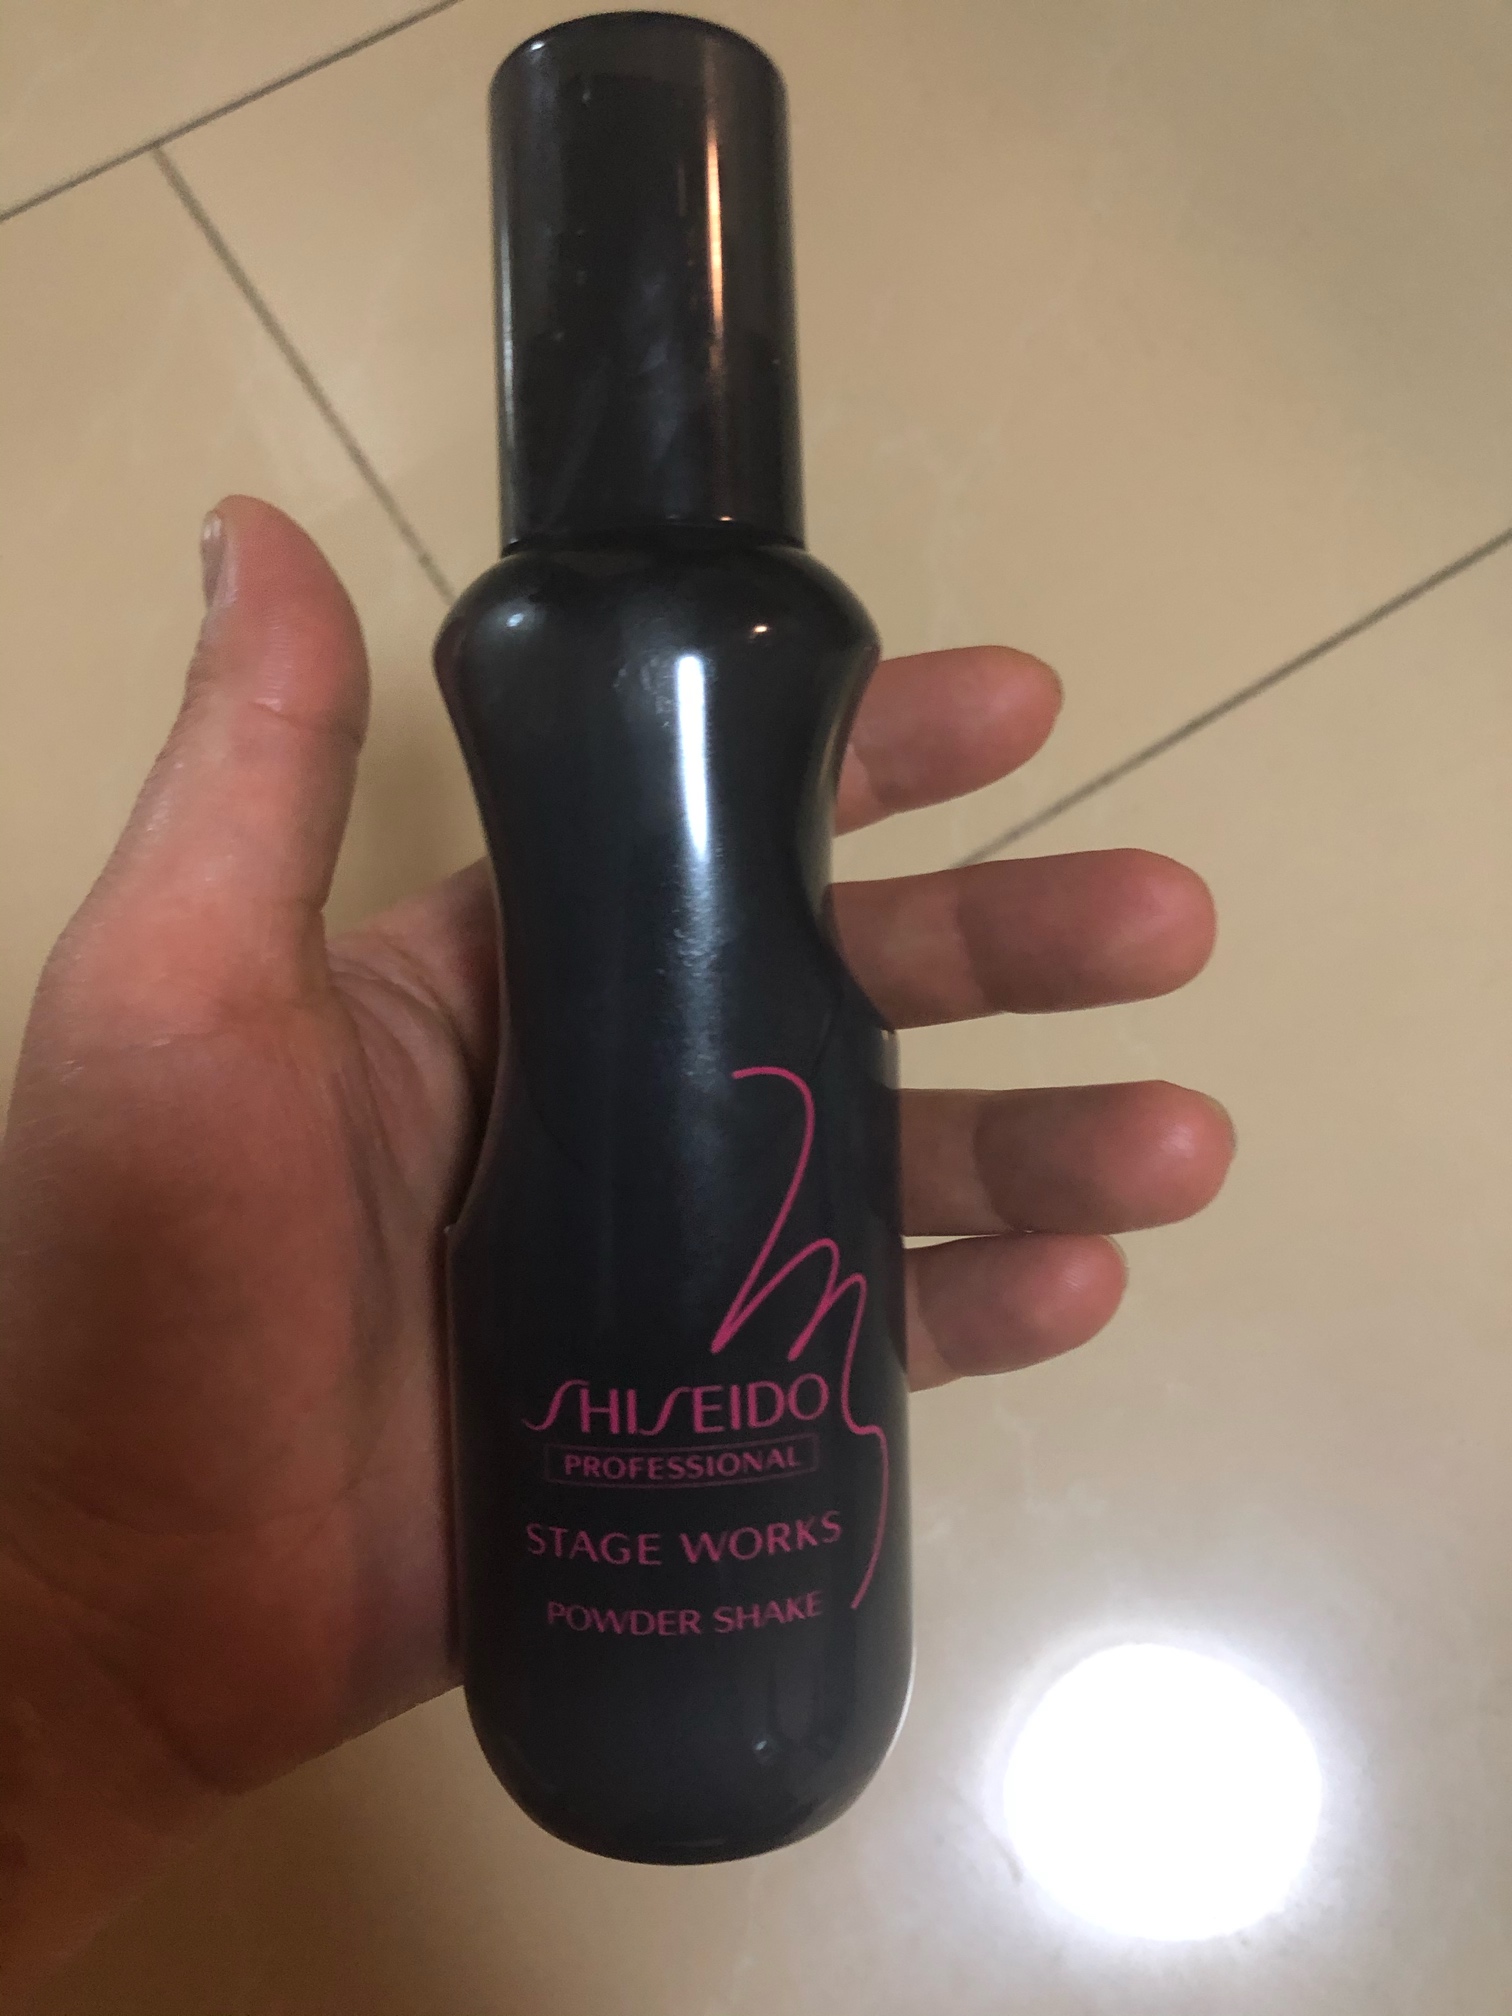 SHISEIDO
PROFESSIONAL
STAGE WORKS
POWDER SHAKE